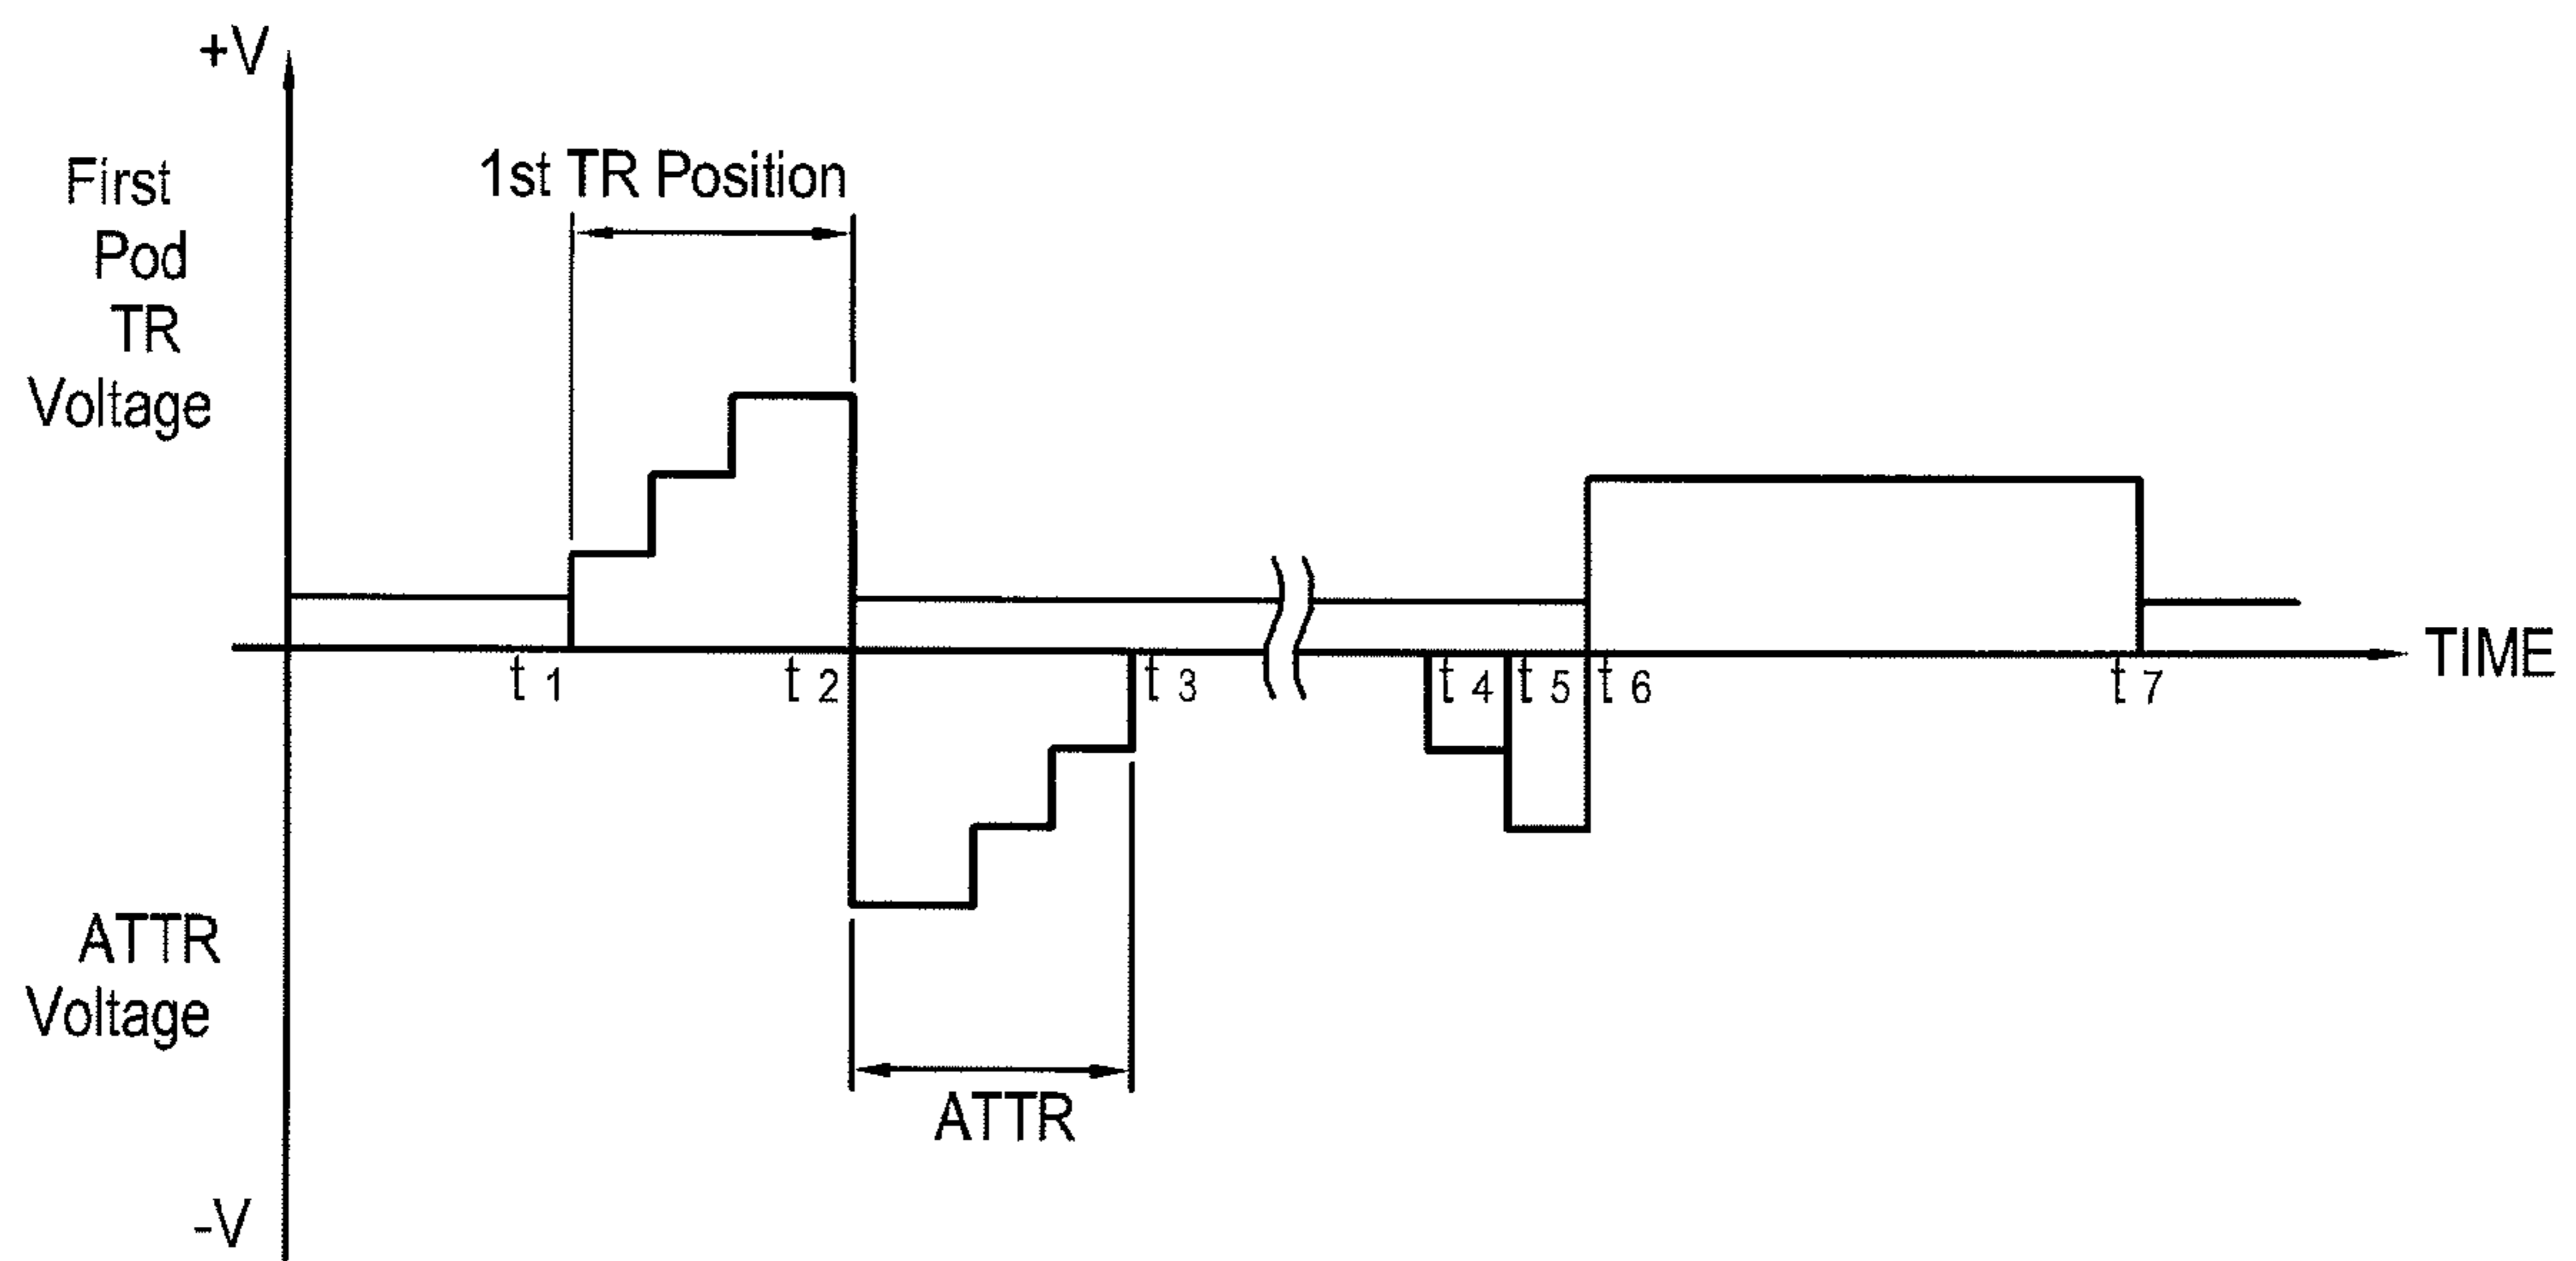 +V
1st TR Position
First
Pod
TR
Voltage
TIME
t 1
t 2
t 3
t 4
t 5
t 6
t 7
ATTR
Voltage
ATTR
-V